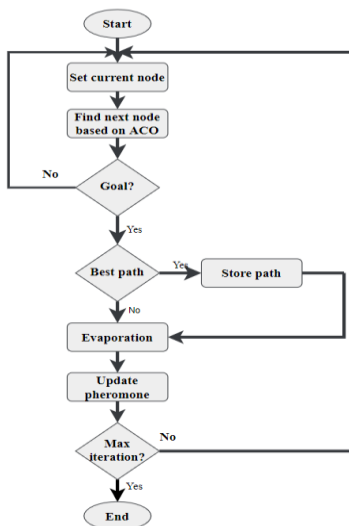 Start
Set current node
Find next node
based on ACO
No
Goal?
Yes
Best path
Yes
Store path
No
Evaporation
Update
pheromone
Max
iteration?
No
Yes
End